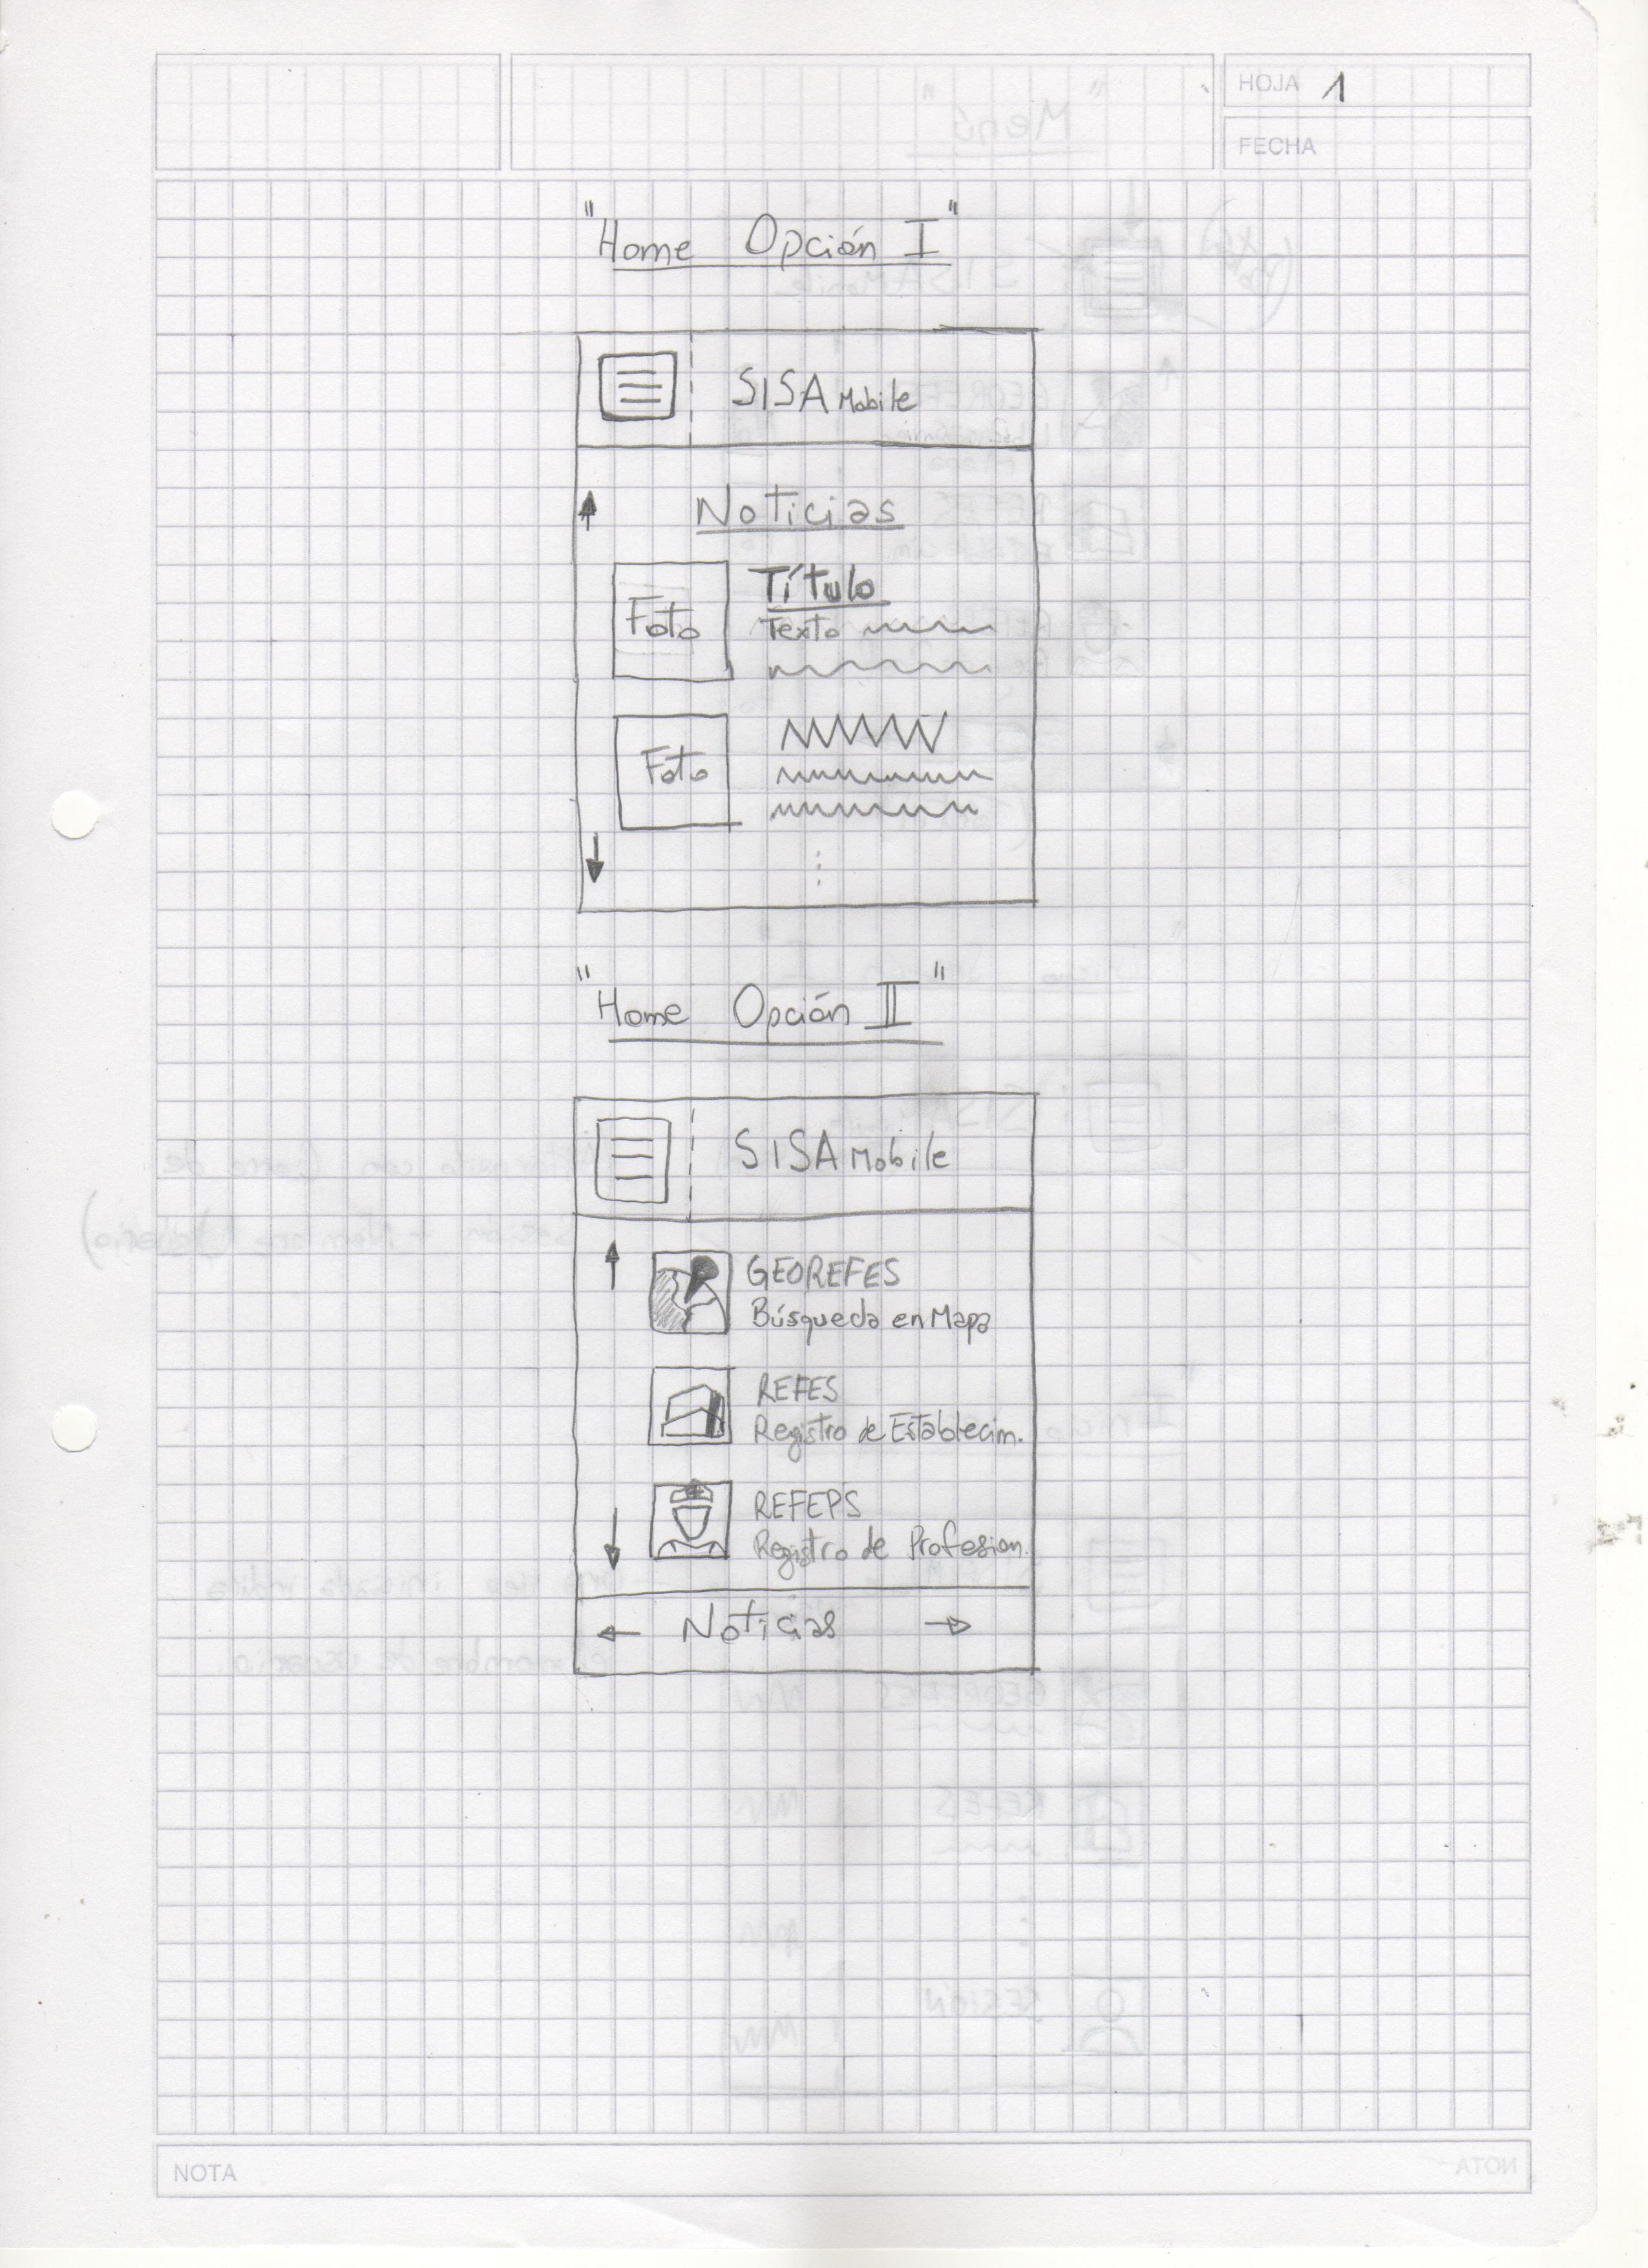 HOJA 1
FECHA
"Menú"
"Home Opción I"
SISA Mobile
Noticias
Foto
Título
Texto
Foto
"Home Opción II"
SISA Mobile
GEOREFES
Búsqueda en Mapa
REFES
Registro de Establecim.
REFEPS
Registro de Profesion.
← Noticias →
NOTA